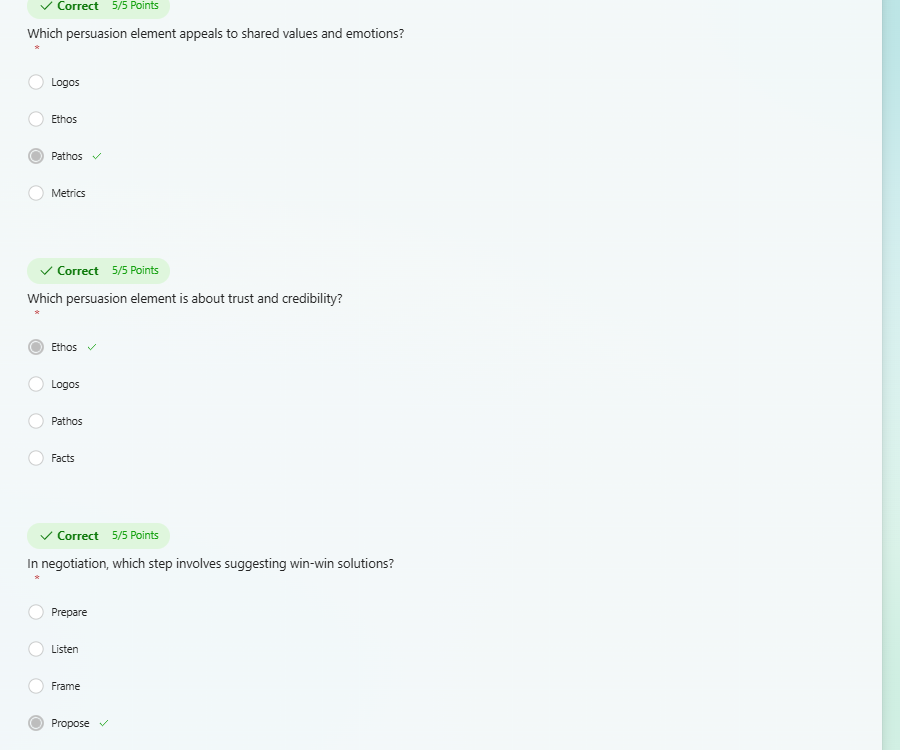 Correct 5/5 Points
Which persuasion element appeals to shared values and emotions?
*
Logos
Ethos
Pathos
Metrics
Correct 5/5 Points
Which persuasion element is about trust and credibility?
*
Ethos
Logos
Pathos
Facts
Correct 5/5 Points
In negotiation, which step involves suggesting win-win solutions?
*
Prepare
Listen
Frame
Propose